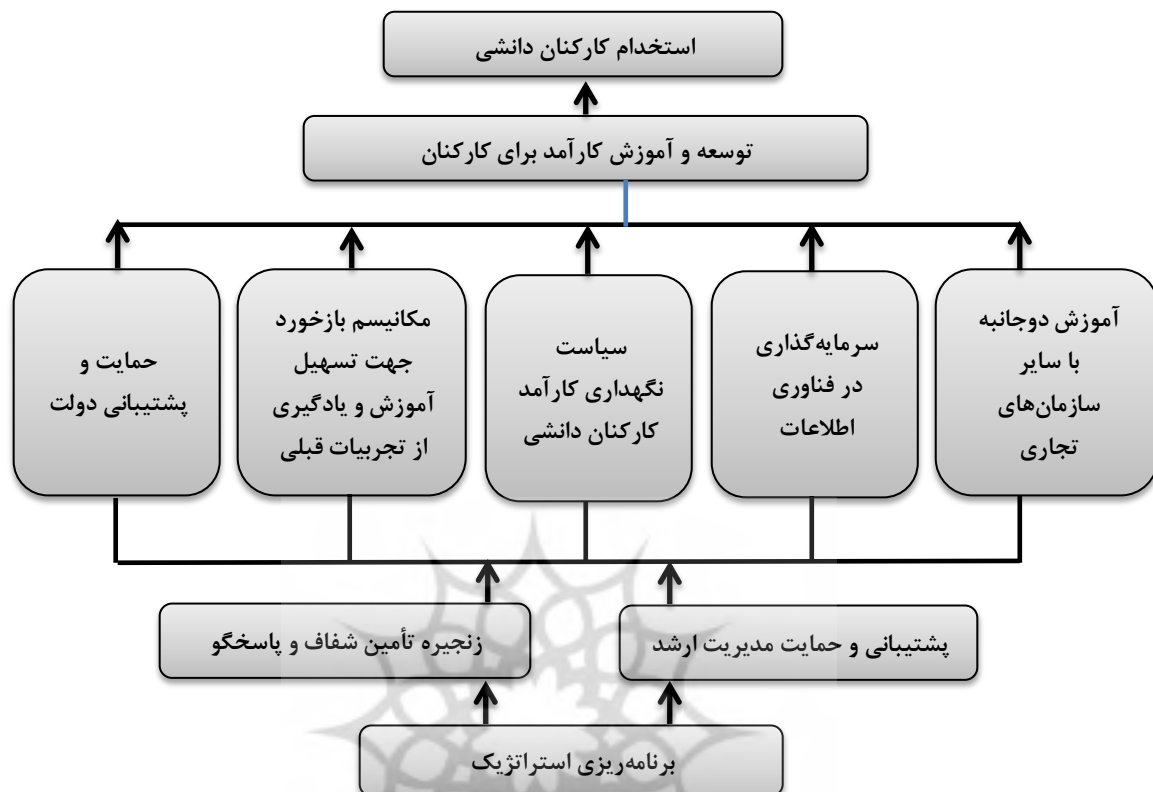 استخدام کارکنان دانشی
توسعه و آموزش کارآمد برای کارکنان
آموزش دوجانبه
با سایر
سازمان‌های
تجاری
سرمایه‌گذاری
در فناوری
اطلاعات
سیاست
نگهداری کارآمد
کارکنان دانشی
مکانیسم بازخورد
جهت تسهیل
آموزش و یادگیری
از تجربیات قبلی
حمایت و
پشتیبانی دولت
پشتیبانی و حمایت مدیریت ارشد
زنجیره تأمین شفاف و پاسخگو
برنامه‌ریزی استراتژیک